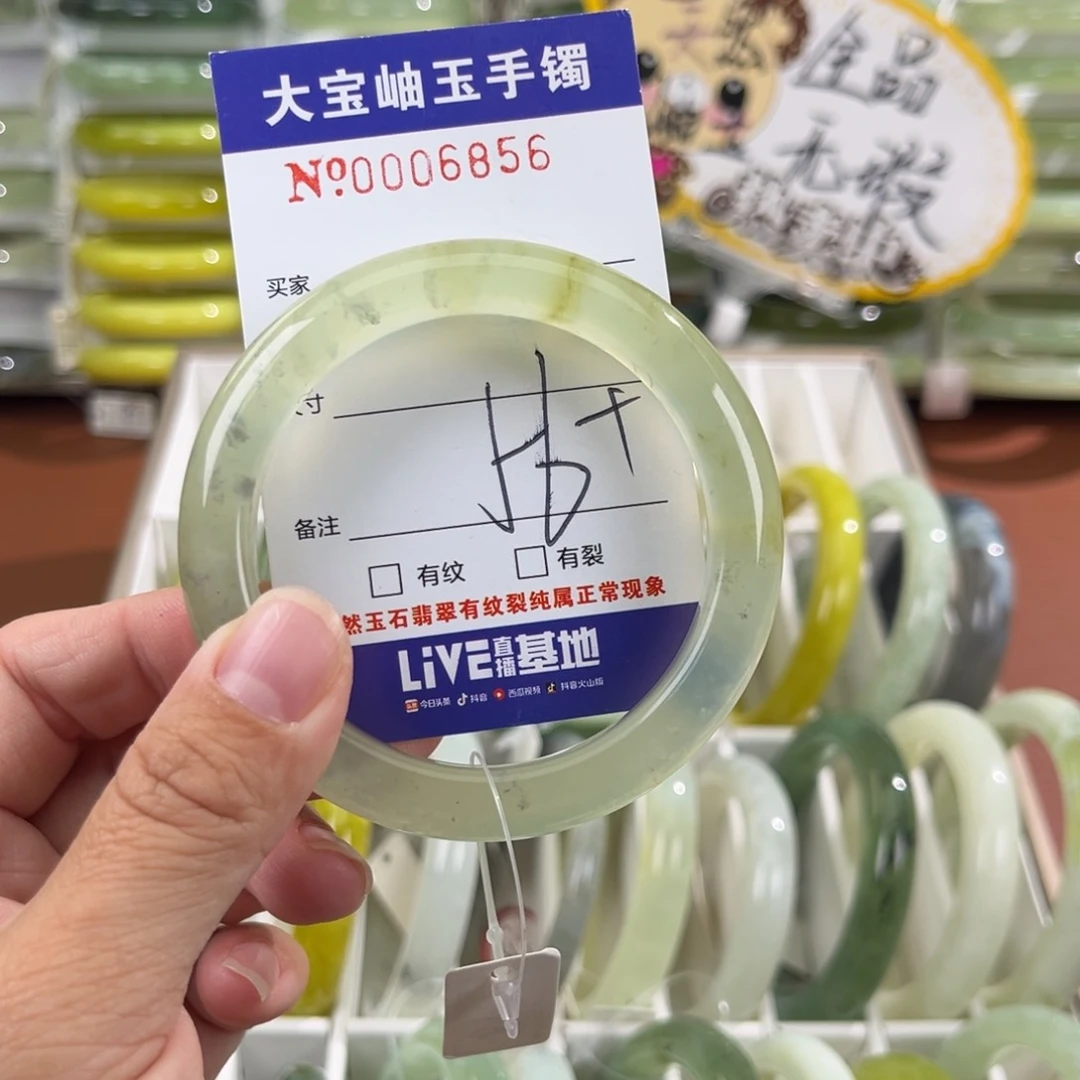 大宝岫玉手镯
№0006856
买家
寸
备注
□ 有纹 □ 有裂
然玉石翡翠有纹裂纯属正常现象
LiVE直播基地
今日头条 抖音 西瓜视频 抖音火山版
全品
无